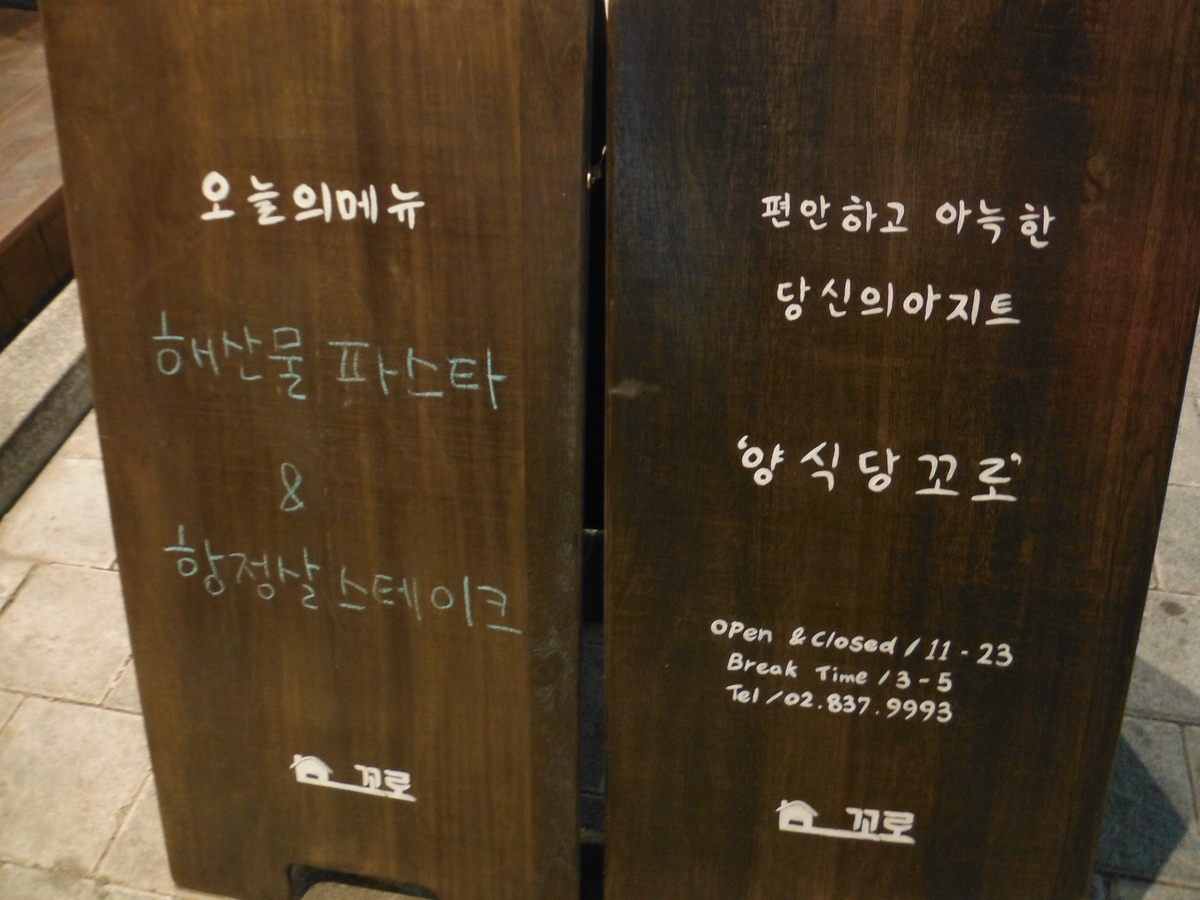 오늘의메뉴
해산물 파스타
&
항정살 스테이크
꼬로
편안하고 아늑한
당신의아지트
'양식당꼬로'
Open & Closed / 11 - 23
Break Time / 3 - 5
Tel / 02.837.9993
꼬로